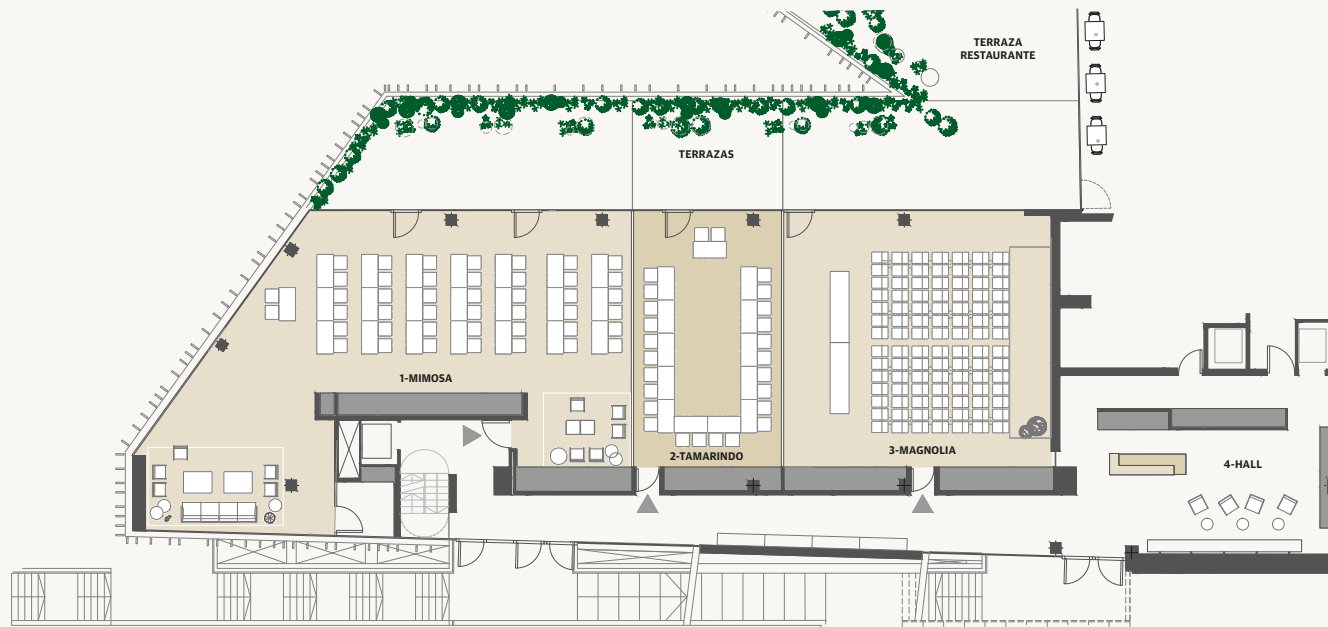 TERRAZA
RESTAURANTE
TERRAZAS
1-MIMOSA
2-TAMARINDO
3-MAGNOLIA
4-HALL